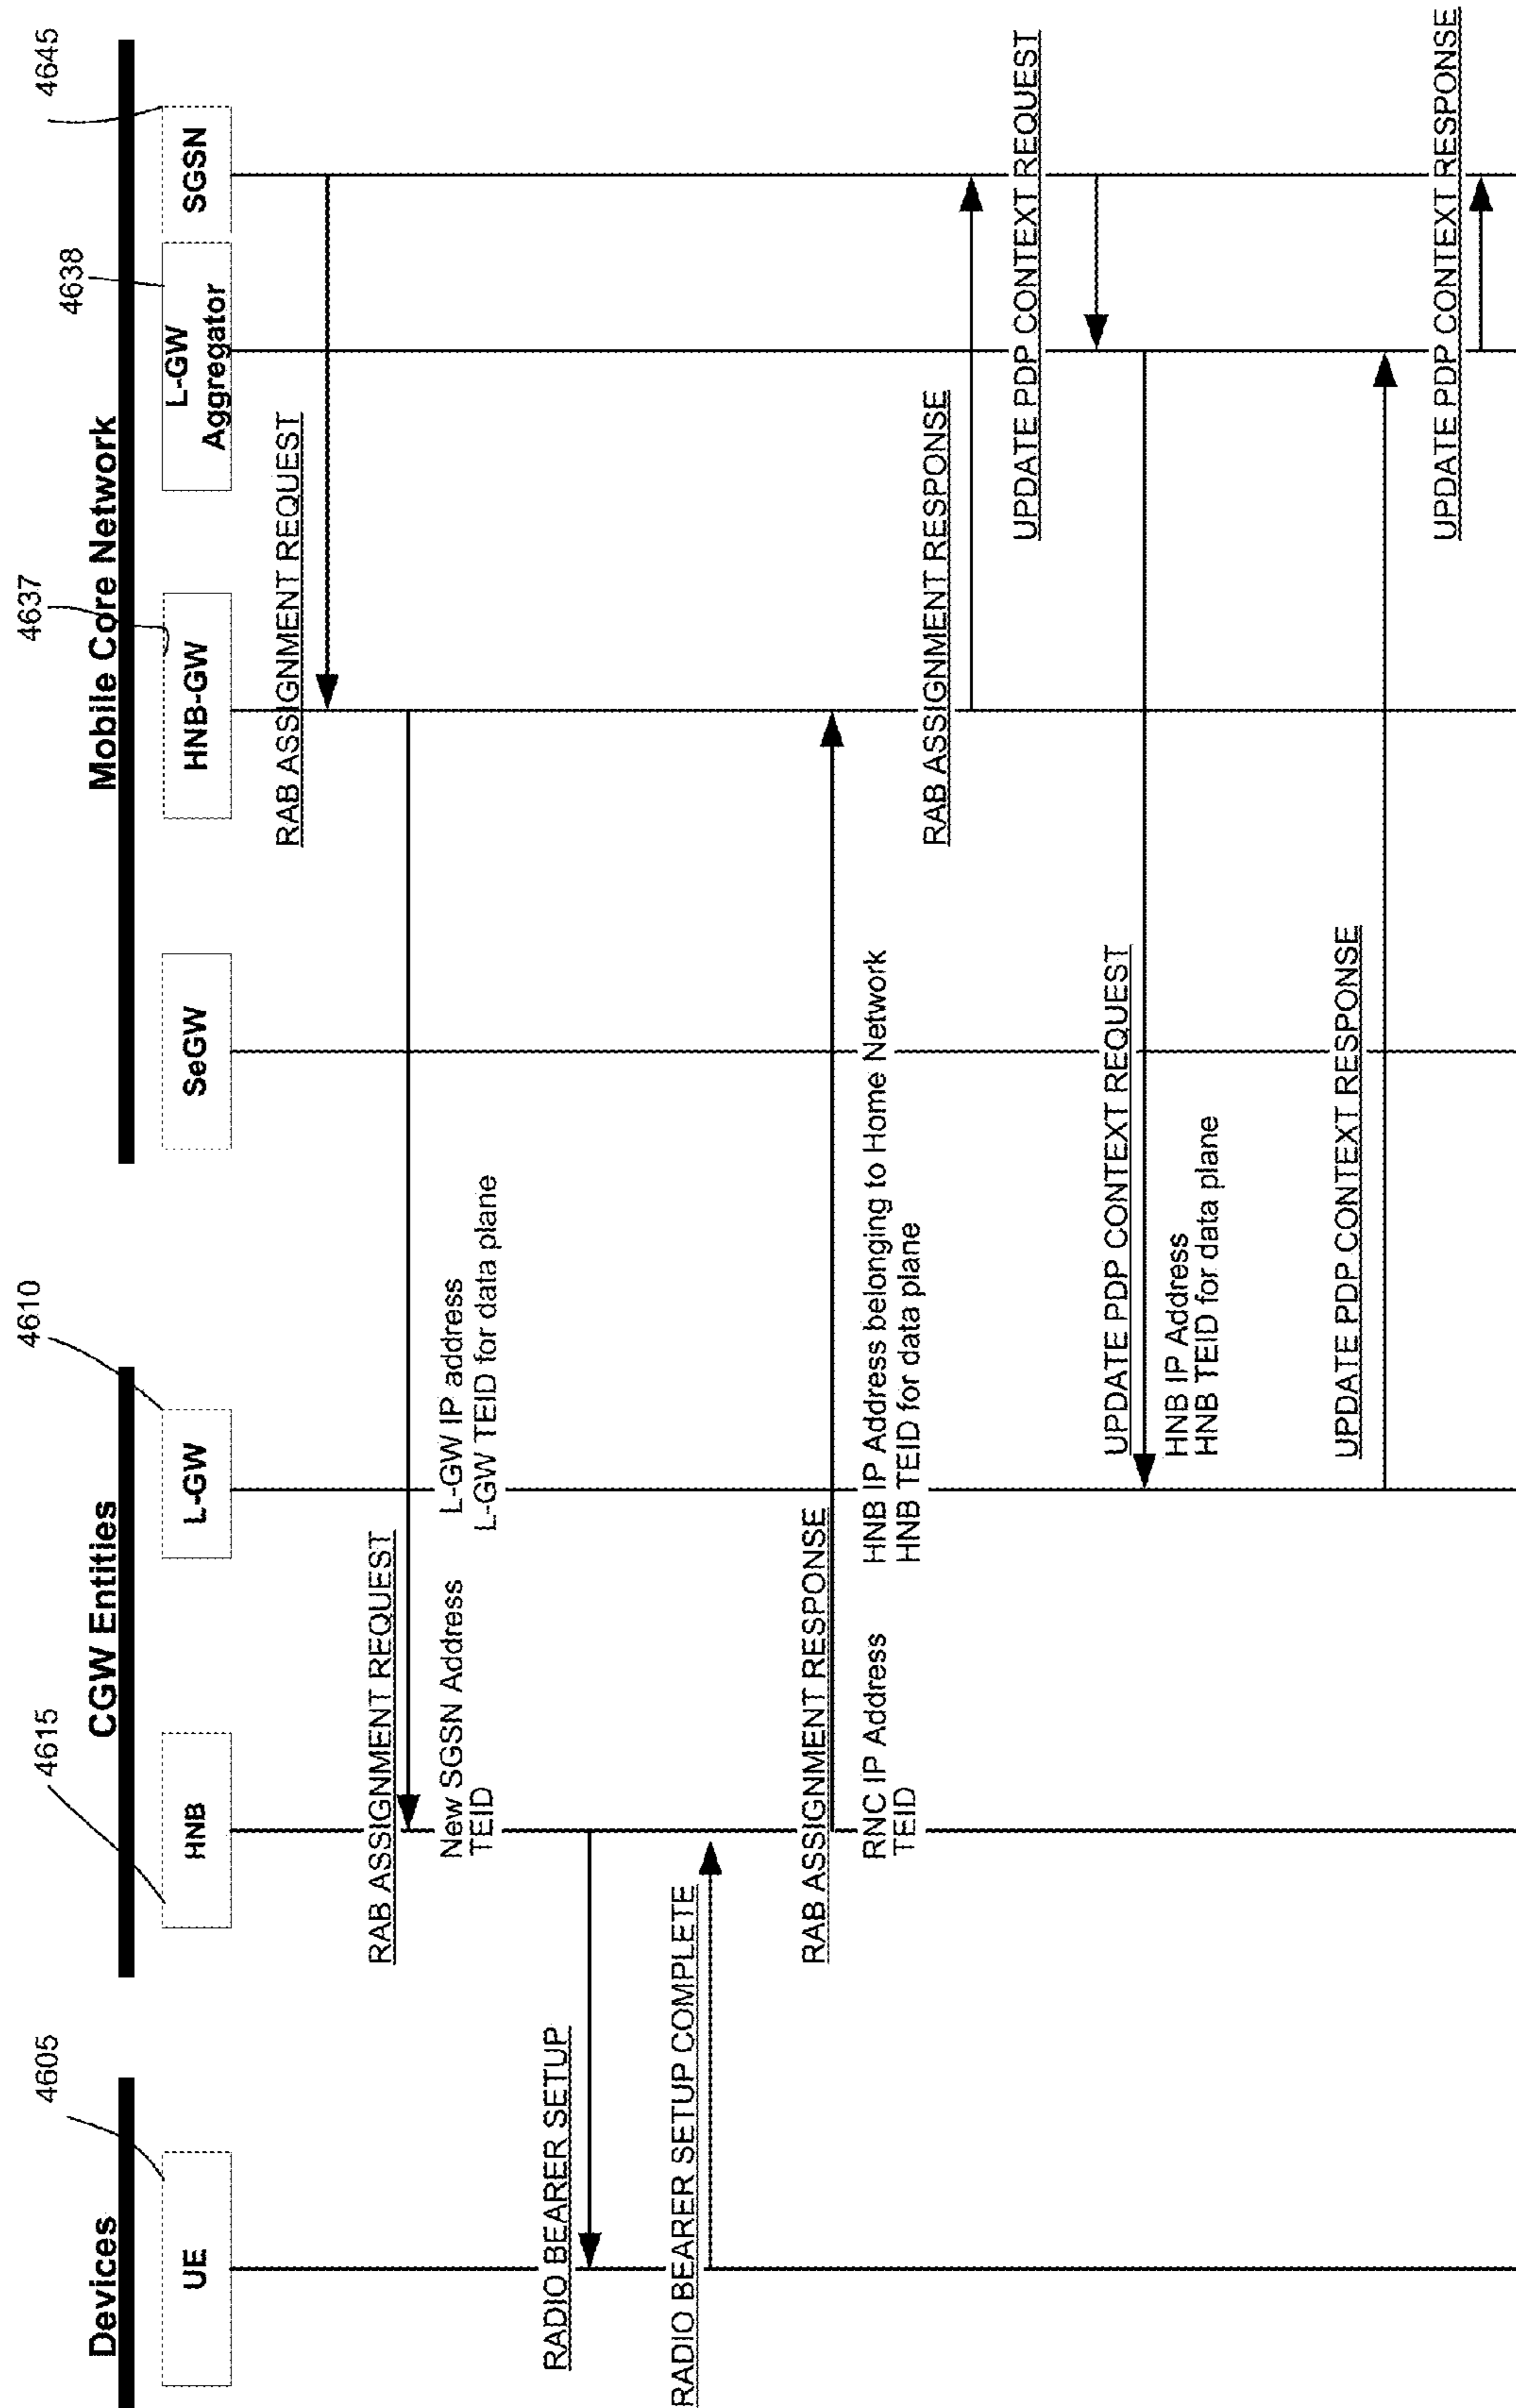 Devices
CGW Entities
Mobile Core Network
4605
4615
4610
4637
4638
4645
UE
HNB
L-GW
SeGW
HNB-GW
L-GW
Aggregator
SGSN
RAB ASSIGNMENT REQUEST
RAB ASSIGNMENT REQUEST
New SGSN Address
TEID
L-GW IP address
L-GW TEID for data plane
RADIO BEARER SETUP
RADIO BEARER SETUP COMPLETE
RAB ASSIGNMENT RESPONSE
RNC IP Address
TEID
HNB IP Address belonging to Home Network
HNB TEID for data plane
RAB ASSIGNMENT RESPONSE
UPDATE PDP CONTEXT REQUEST
UPDATE PDP CONTEXT REQUEST
HNB IP Address
HNB TEID for data plane
UPDATE PDP CONTEXT RESPONSE
UPDATE PDP CONTEXT RESPONSE